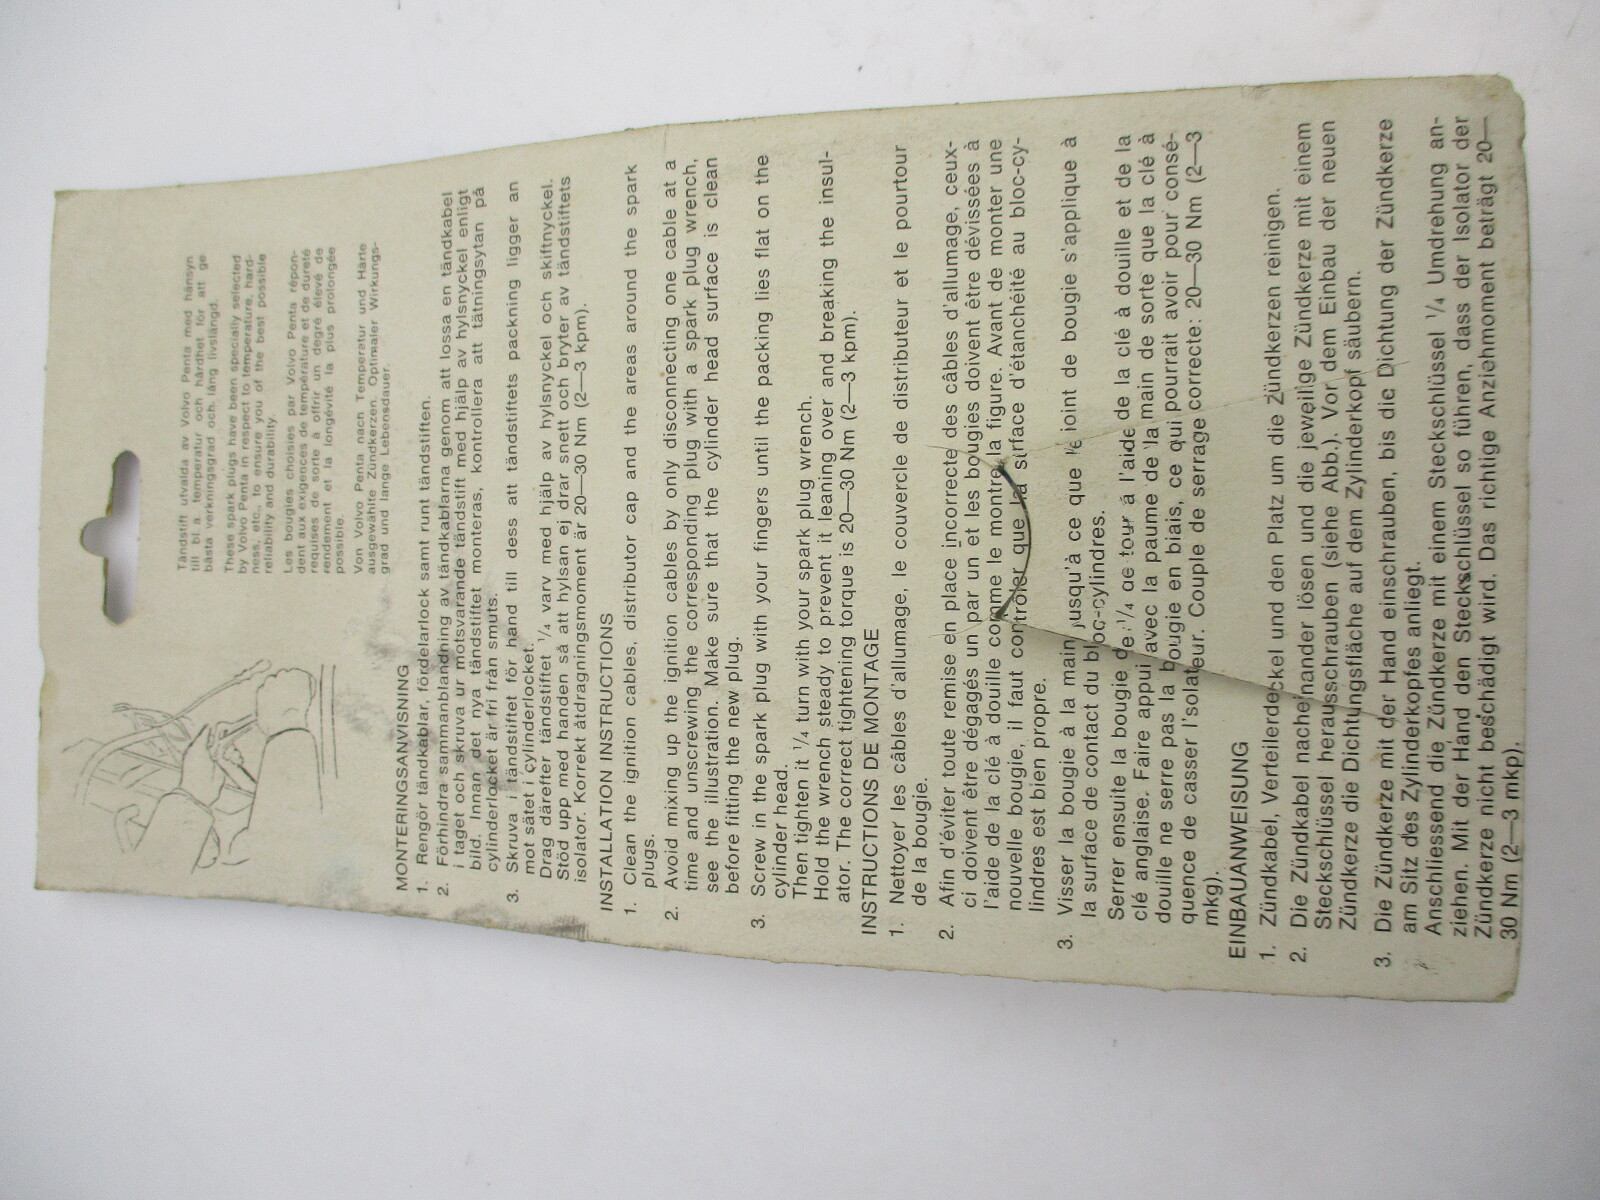 Tändstift utvalda av Volvo Penta med hänsyn
till bl a temperatur och hårdhet för att ge
bästa verkningsgrad och lång livslängd.
These spark plugs have been specially selected
by Volvo Penta in respect to temperature, hard-
ness, etc., to ensure you of the best possible
reliability and durability.
Les bougies choisies par Volvo Penta répon-
dent aux exigences de température et de dureté
requises de sorte à offrir un degré élevé de
rendement et la longévité la plus prolongée
possible.
Von Volvo Penta nach Temperatur und Härte
ausgewählte Zündkerzen. Optimaler Wirkungs-
grad und lange Lebensdauer.
MONTERINGSANVISNING
1. Rengör tändkablar, fördelarlock samt runt tändstiften.
2. Förhindra sammanblandning av tändkablarna genom att lossa en tändkabel
i taget och skruva ur motsvarande tändstift med hjälp av hylsnyckel enligt
bild. Innan det nya tändstiftet monteras, kontrollera att tätningsytan på
cylinderlocket är fri från smuts.
3. Skruva i tändstiftet för hand till dess att tändstiftets packning ligger an
mot sätet i cylinderlocket.
Drag därefter tändstiftet 1/4 varv med hjälp av hylsnyckel och skiftnyckel.
Stöd upp med handen så att hylsan ej drar snett och bryter av tändstiftets
isolator. Korrekt åtdragningsmoment är 20—30 Nm (2—3 kpm).
INSTALLATION INSTRUCTIONS
1. Clean the ignition cables, distributor cap and the areas around the spark
plugs.
2. Avoid mixing up the ignition cables by only disconnecting one cable at a
time and unscrewing the corresponding plug with a spark plug wrench,
see the illustration. Make sure that the cylinder head surface is clean
before fitting the new plug.
3. Screw in the spark plug with your fingers until the packing lies flat on the
cylinder head.
Then tighten it 1/4 turn with your spark plug wrench.
Hold the wrench steady to prevent it leaning over and breaking the insul-
ator. The correct tightening torque is 20—30 Nm (2—3 kpm).
INSTRUCTIONS DE MONTAGE
1. Nettoyer les câbles d'allumage, le couvercle de distributeur et le pourtour
de la bougie.
2. Afin d'éviter toute remise en place incorrecte des câbles d'allumage, ceux-
ci doivent être dégagés un par un et les bougies doivent être dévissées à
l'aide de la clé à douille comme le montre la figure. Avant de monter une
nouvelle bougie, il faut controler que la surface d'étanchéité au bloc-cy-
lindres est bien propre.
3. Visser la bougie à la main jusqu'à ce que le joint de bougie s'applique à
la surface de contact du bloc-cylindres.
Serrer ensuite la bougie de 1/4 de tour á l'aide de la clé à douille et de la
clé anglaise. Faire appui avec la paume de la main de sorte que la clé à
douille ne serre pas la bougie en biais, ce qui pourrait avoir pour consé-
quence de casser l'isolateur. Couple de serrage correcte: 20—30 Nm (2—3
mkg).
EINBAUANWEISUNG
1. Zündkabel, Verteilerdeckel und den Platz um die Zündkerzen reinigen.
2. Die Zündkabel nacheinander lösen und die jeweilige Zündkerze mit einem
Steckschlüssel herausschrauben (siehe Abb.). Vor dem Einbau der neuen
Zündkerze die Dichtungsfläche auf dem Zylinderkopf säubern.
3. Die Zündkerze mit der Hand einschrauben, bis die Dichtung der Zündkerze
am Sitz des Zylinderkopfes anliegt.
Anschliessend die Zündkerze mit einem Steckschlüssel 1/4 Umdrehung an-
ziehen. Mit der Hand den Steckschlüssel so führen, dass der Isolator der
Zündkerze nicht beschädigt wird. Das richtige Anziehmoment beträgt 20—
30 Nm (2—3 mkp).